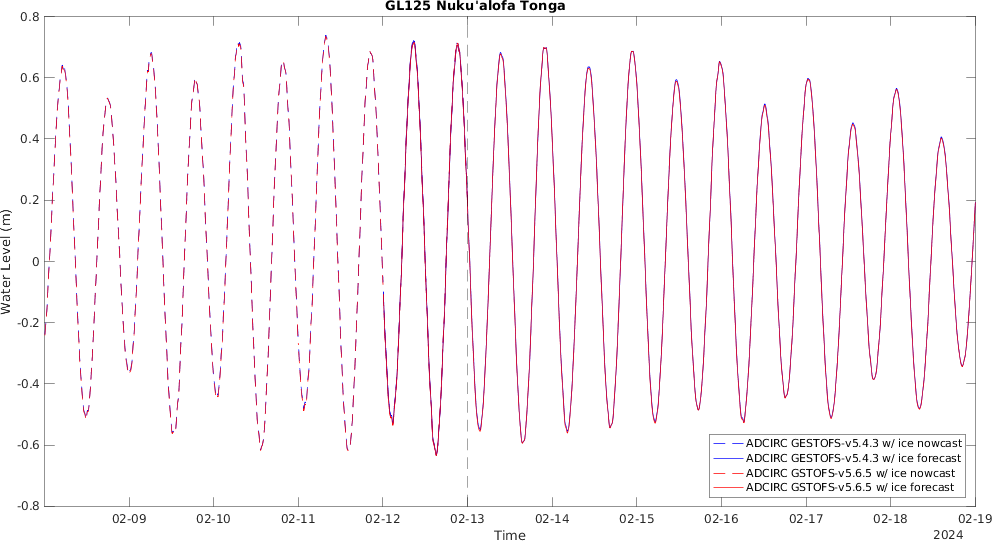 GL125 Nuku'alofa Tonga
Water Level (m)
0.8
0.6
0.4
0.2
0
-0.2
-0.4
-0.6
-0.8
ADCIRC GESTOFS-v5.4.3 w/ ice nowcast
ADCIRC GESTOFS-v5.4.3 w/ ice forecast
ADCIRC GSTOFS-v5.6.5 w/ ice nowcast
ADCIRC GSTOFS-v5.6.5 w/ ice forecast
02-09 02-10 02-11 02-12 02-13 02-14 02-15 02-16 02-17 02-18 02-19
Time
2024